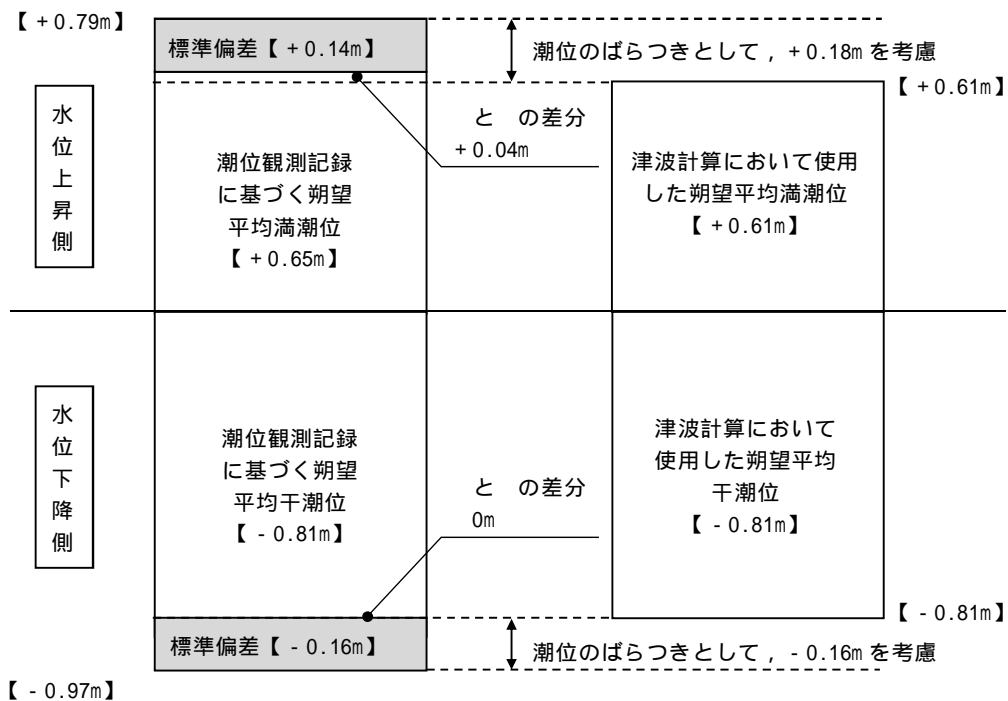 【 +0.79m】
標準偏差【 +0.14m】
潮位のばらつきとして，+0.18m を考慮
【 +0.61m】
水位上昇側
潮位観測記録
に基づく朔望
平均満潮位
【 +0.65m】
と　の差分
+0.04m
津波計算において使用
した朔望平均満潮位
【 +0.61m】
水位下降側
潮位観測記録
に基づく朔望
平均干潮位
【 -0.81m】
と　の差分
0m
津波計算において
使用した朔望平均
干潮位
【 -0.81m】
【 -0.81m】
標準偏差【 -0.16m】
潮位のばらつきとして，-0.16m を考慮
【 -0.97m】